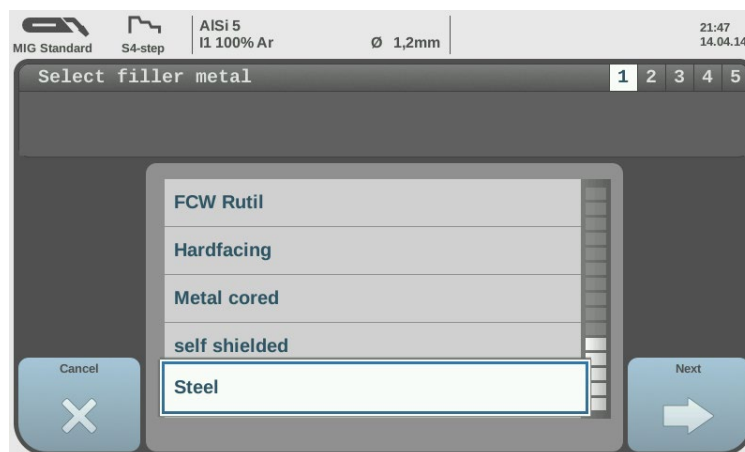 MIG Standard
S4-step
AlSi 5
I1 100% Ar
Ø 1,2mm
21:47
14.04.14
Select filler metal
1 2 3 4 5
FCW Rutil
Hardfacing
Metal cored
self shielded
Steel
Cancel
Next